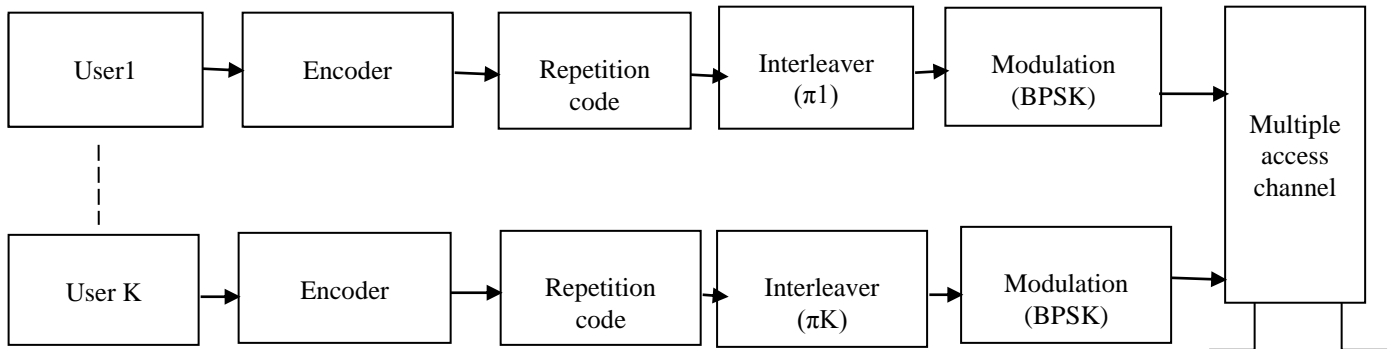 User1
Encoder
Repetition
code
Interleaver
(π1)
Modulation
(BPSK)
Multiple
access
channel
User K
Encoder
Repetition
code
Interleaver
(πK)
Modulation
(BPSK)